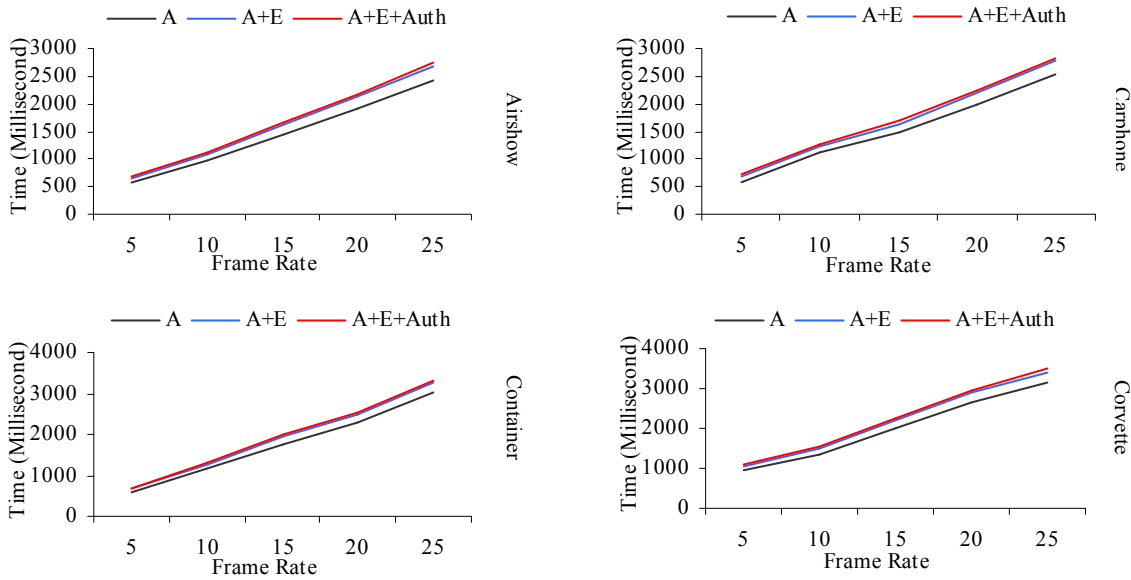 A A+E A+E+Auth
Time (Millisecond)
3000
2500
2000
1500
1000
500
0
5 10 15 20 25
Frame Rate
Airshow
A A+E A+E+Auth
Time (Millisecond)
3000
2500
2000
1500
1000
500
0
5 10 15 20 25
Frame Rate
Carphone
A A+E A+E+Auth
Time (Millisecond)
4000
3000
2000
1000
0
5 10 15 20 25
Frame Rate
Container
A A+E A+E+Auth
Time (Millisecond)
4000
3000
2000
1000
0
5 10 15 20 25
Frame Rate
Corvette